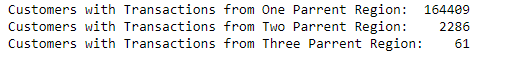 Customers with Transactions from One Parrent Region:  164409
Customers with Transactions from Two Parrent Region:    2286
Customers with Transactions from Three Parrent Region:    61